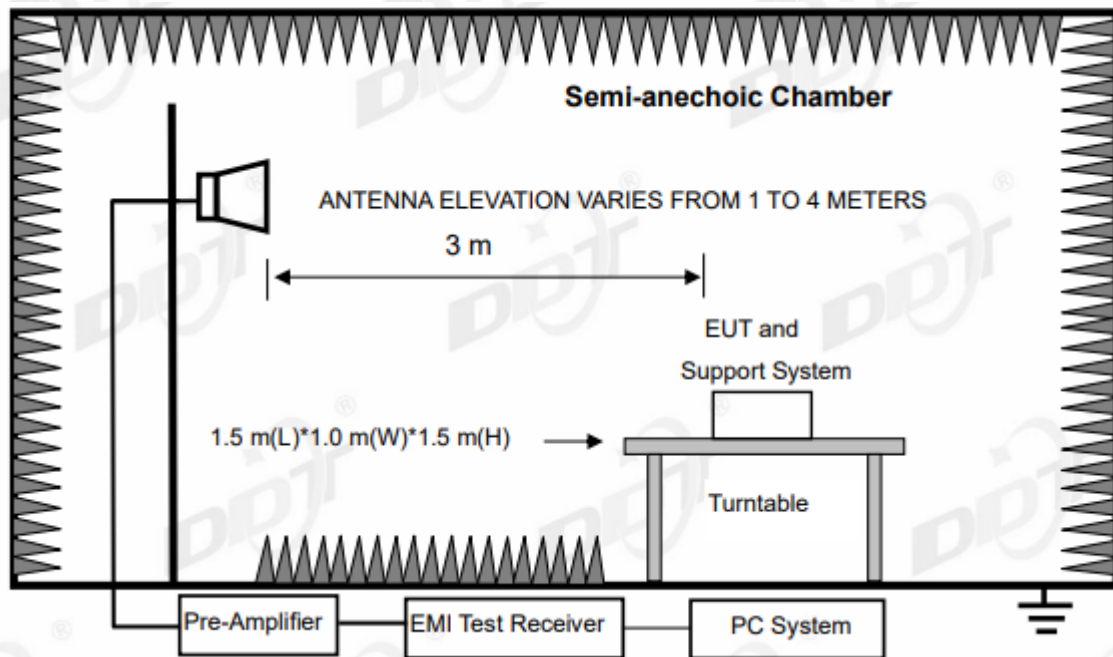 Semi-anechoic Chamber
ANTENNA ELEVATION VARIES FROM 1 TO 4 METERS
3 m
EUT and
Support System
1.5 m(L)*1.0 m(W)*1.5 m(H)
Turntable
Pre-Amplifier
EMI Test Receiver
PC System
DDT®